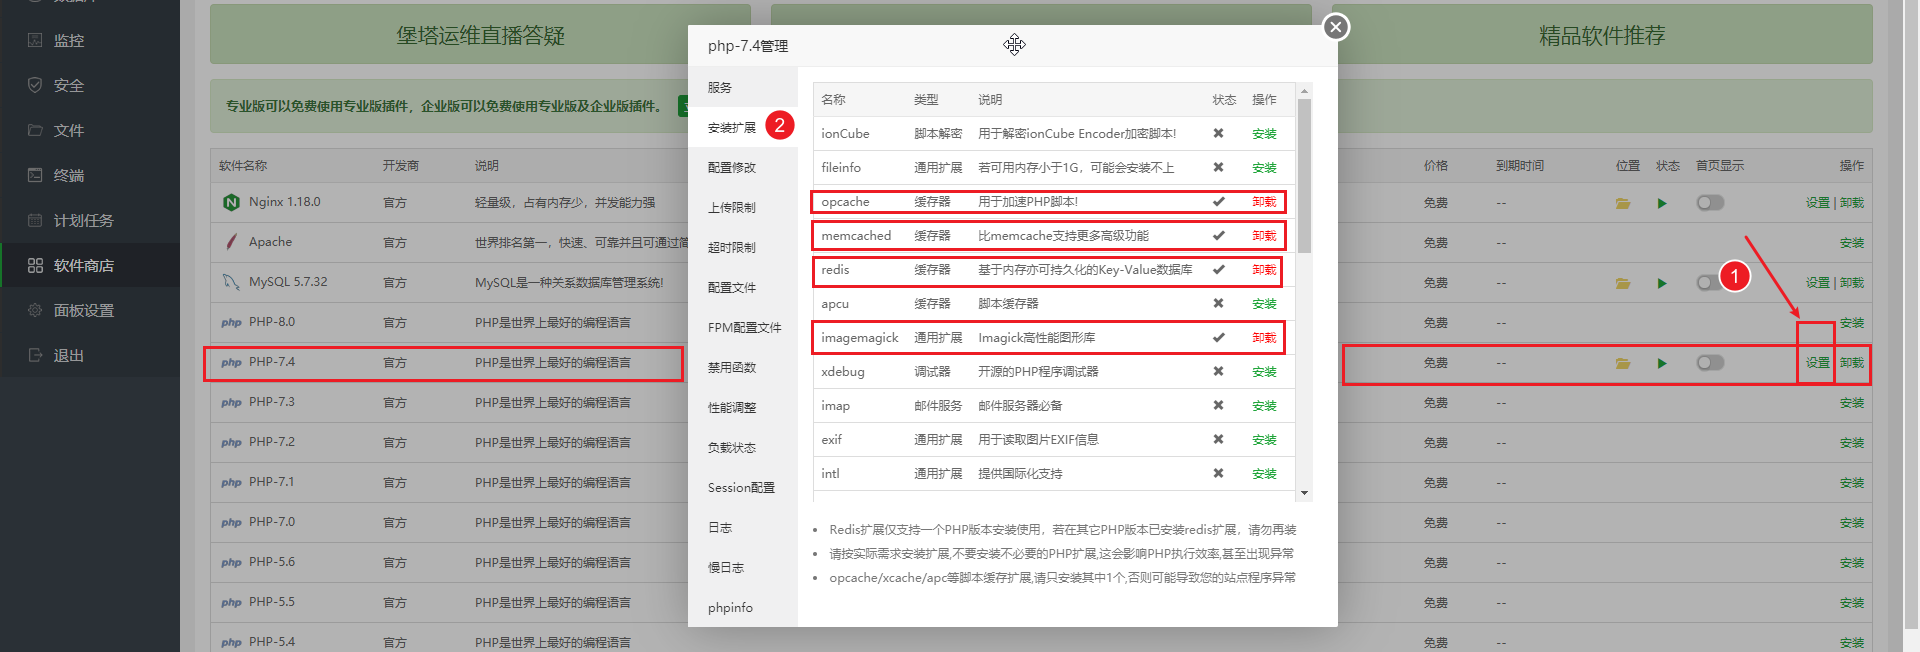 监控
安全
文件
终端
计划任务
软件商店
面板设置
退出
堡塔运维直播答疑
精品软件推荐
专业版可以免费使用专业版插件，企业版可以免费使用专业版及企业版插件。
软件名称 开发商 说明 价格 到期时间 位置 状态 首页显示 操作
Nginx 1.18.0 官方 轻量级，占有内存少，并发能力强 免费 -- 设置 | 卸载
Apache 官方 世界排名第一，快速、可靠并且可通过简 免费 -- 安装
MySQL 5.7.32 官方 MySQL是一种关系数据库管理系统! 免费 -- 设置 | 卸载
PHP-8.0 官方 PHP是世界上最好的编程语言 免费 -- 安装
PHP-7.4 官方 PHP是世界上最好的编程语言 免费 -- 设置 卸载
PHP-7.3 官方 PHP是世界上最好的编程语言 免费 -- 安装
PHP-7.2 官方 PHP是世界上最好的编程语言 免费 -- 安装
PHP-7.1 官方 PHP是世界上最好的编程语言 免费 -- 安装
PHP-7.0 官方 PHP是世界上最好的编程语言 免费 -- 安装
PHP-5.6 官方 PHP是世界上最好的编程语言 免费 -- 安装
PHP-5.5 官方 PHP是世界上最好的编程语言 免费 -- 安装
PHP-5.4 官方 PHP是世界上最好的编程语言 免费 -- 安装
1
php-7.4管理
服务
安装扩展 2
配置修改
上传限制
超时限制
配置文件
FPM配置文件
禁用函数
性能调整
负载状态
Session配置
日志
慢日志
phpinfo
名称 类型 说明 状态 操作
ionCube 脚本解密 用于解密ionCube Encoder加密脚本! 安装
fileinfo 通用扩展 若可用内存小于1G，可能会安装不上 安装
opcache 缓存器 用于加速PHP脚本! 卸载
memcached 缓存器 比memcache支持更多高级功能 卸载
redis 缓存器 基于内存亦可持久化的Key-Value数据库 卸载
apcu 缓存器 脚本缓存器 安装
imagemagick 通用扩展 Imagick高性能图形库 卸载
xdebug 调试器 开源的PHP程序调试器 安装
imap 邮件服务 邮件服务器必备 安装
exif 通用扩展 用于读取图片EXIF信息 安装
intl 通用扩展 提供国际化支持 安装
Redis扩展仅支持一个PHP版本安装使用，若在其它PHP版本已安装redis扩展，请勿再装
请按实际需求安装扩展,不要安装不必要的PHP扩展,这会影响PHP执行效率,甚至出现异常
opcache/xcache/apc等脚本缓存扩展,请只安装其中1个,否则可能导致您的站点程序异常